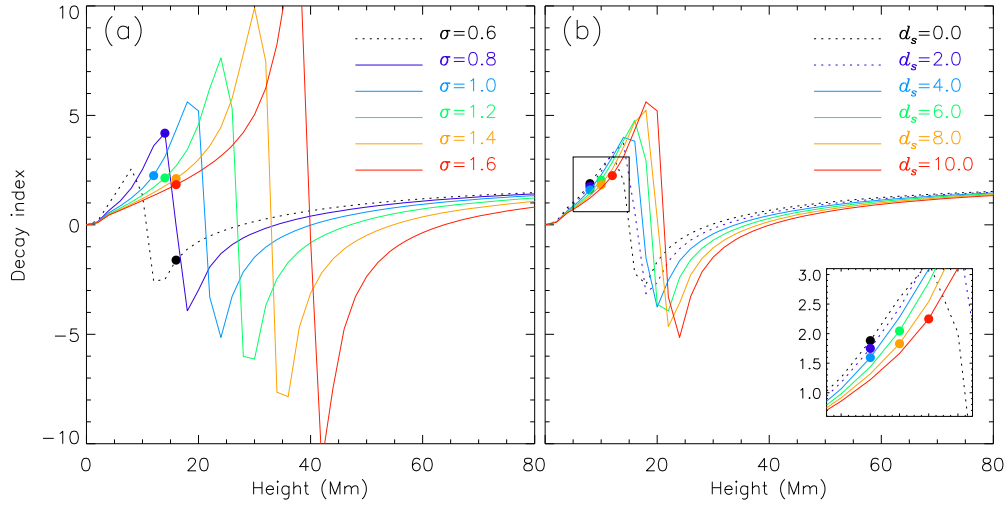 (a)
σ=0.6
σ=0.8
σ=1.0
σ=1.2
σ=1.4
σ=1.6
10
5
0
−5
−10
Decay index
0
20
40
60
80
Height (Mm)
(b)
dₛ=0.0
dₛ=2.0
dₛ=4.0
dₛ=6.0
dₛ=8.0
dₛ=10.0
3.0
2.5
2.0
1.5
1.0
20
40
60
80
Height (Mm)